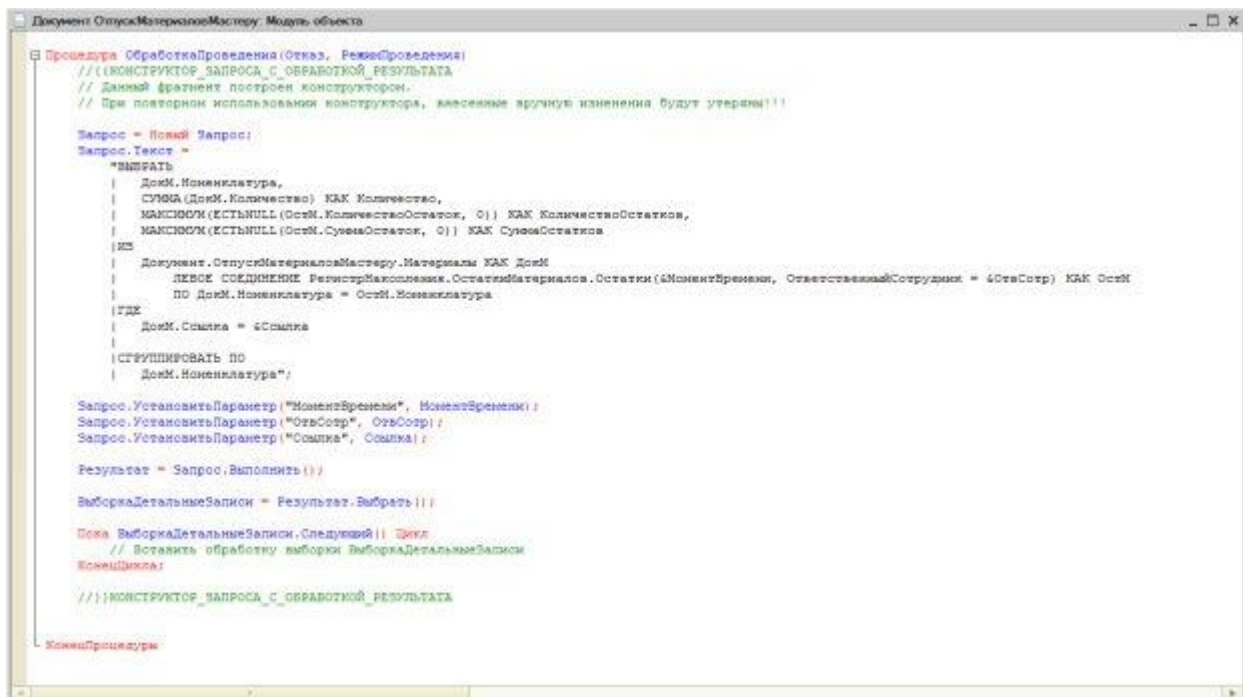 Документ ОтпускМатериаловМастеру: Модуль объекта
Процедура ОбработкаПроведения(Отказ, РежимПроведения)
//{{КОНСТРУКТОР_ЗАПРОСА_С_ОБРАБОТКОЙ_РЕЗУЛЬТАТА
// Данный фрагмент построен конструктором.
// При повторном использовании конструктора, внесенные вручную изменения будут утеряны!!!
Запрос = Новый Запрос;
Запрос.Текст =
"ВЫБРАТЬ
| ДокМ.Номенклатура,
| СУММА(ДокМ.Количество) КАК Количество,
| МАКСИМУМ(ЕСТЬNULL(ОстМ.КоличествоОстаток, 0)) КАК КоличествоОстатков,
| МАКСИМУМ(ЕСТЬNULL(ОстМ.СуммаОстаток, 0)) КАК СуммаОстатков
|ИЗ
| Документ.ОтпускМатериаловМастеру.Материалы КАК ДокМ
| ЛЕВОЕ СОЕДИНЕНИЕ РегистрНакопления.ОстаткиМатериалов.Остатки(&МоментВремени, ОтветственныйСотрудник = &ОтвСотр) КАК ОстМ
| ПО ДокМ.Номенклатура = ОстМ.Номенклатура
|ГДЕ
| ДокМ.Ссылка = &Ссылка
|
|СГРУППИРОВАТЬ ПО
| ДокМ.Номенклатура";
Запрос.УстановитьПараметр("МоментВремени", МоментВремени);
Запрос.УстановитьПараметр("ОтвСотр", ОтвСотр);
Запрос.УстановитьПараметр("Ссылка", Ссылка);
Результат = Запрос.Выполнить();
ВыборкаДетальныеЗаписи = Результат.Выбрать();
Пока ВыборкаДетальныеЗаписи.Следующий() Цикл
// Вставить обработку выборки ВыборкаДетальныеЗаписи
КонецЦикла;
//}}КОНСТРУКТОР_ЗАПРОСА_С_ОБРАБОТКОЙ_РЕЗУЛЬТАТА
КонецПроцедуры